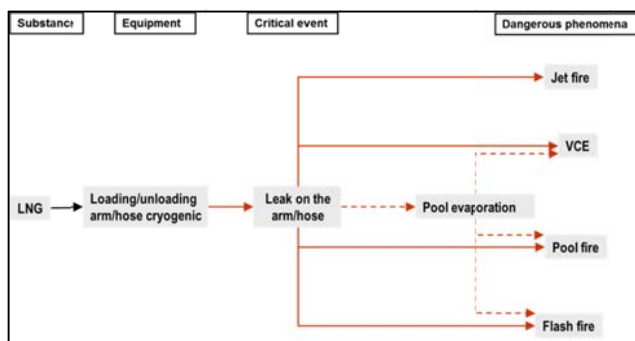 Substance Equipment Critical event Dangerous phenomena
Jet fire
VCE
LNG
Loading/unloading
arm/hose cryogenic
Leak on the
arm/hose
Pool evaporation
Pool fire
Flash fire